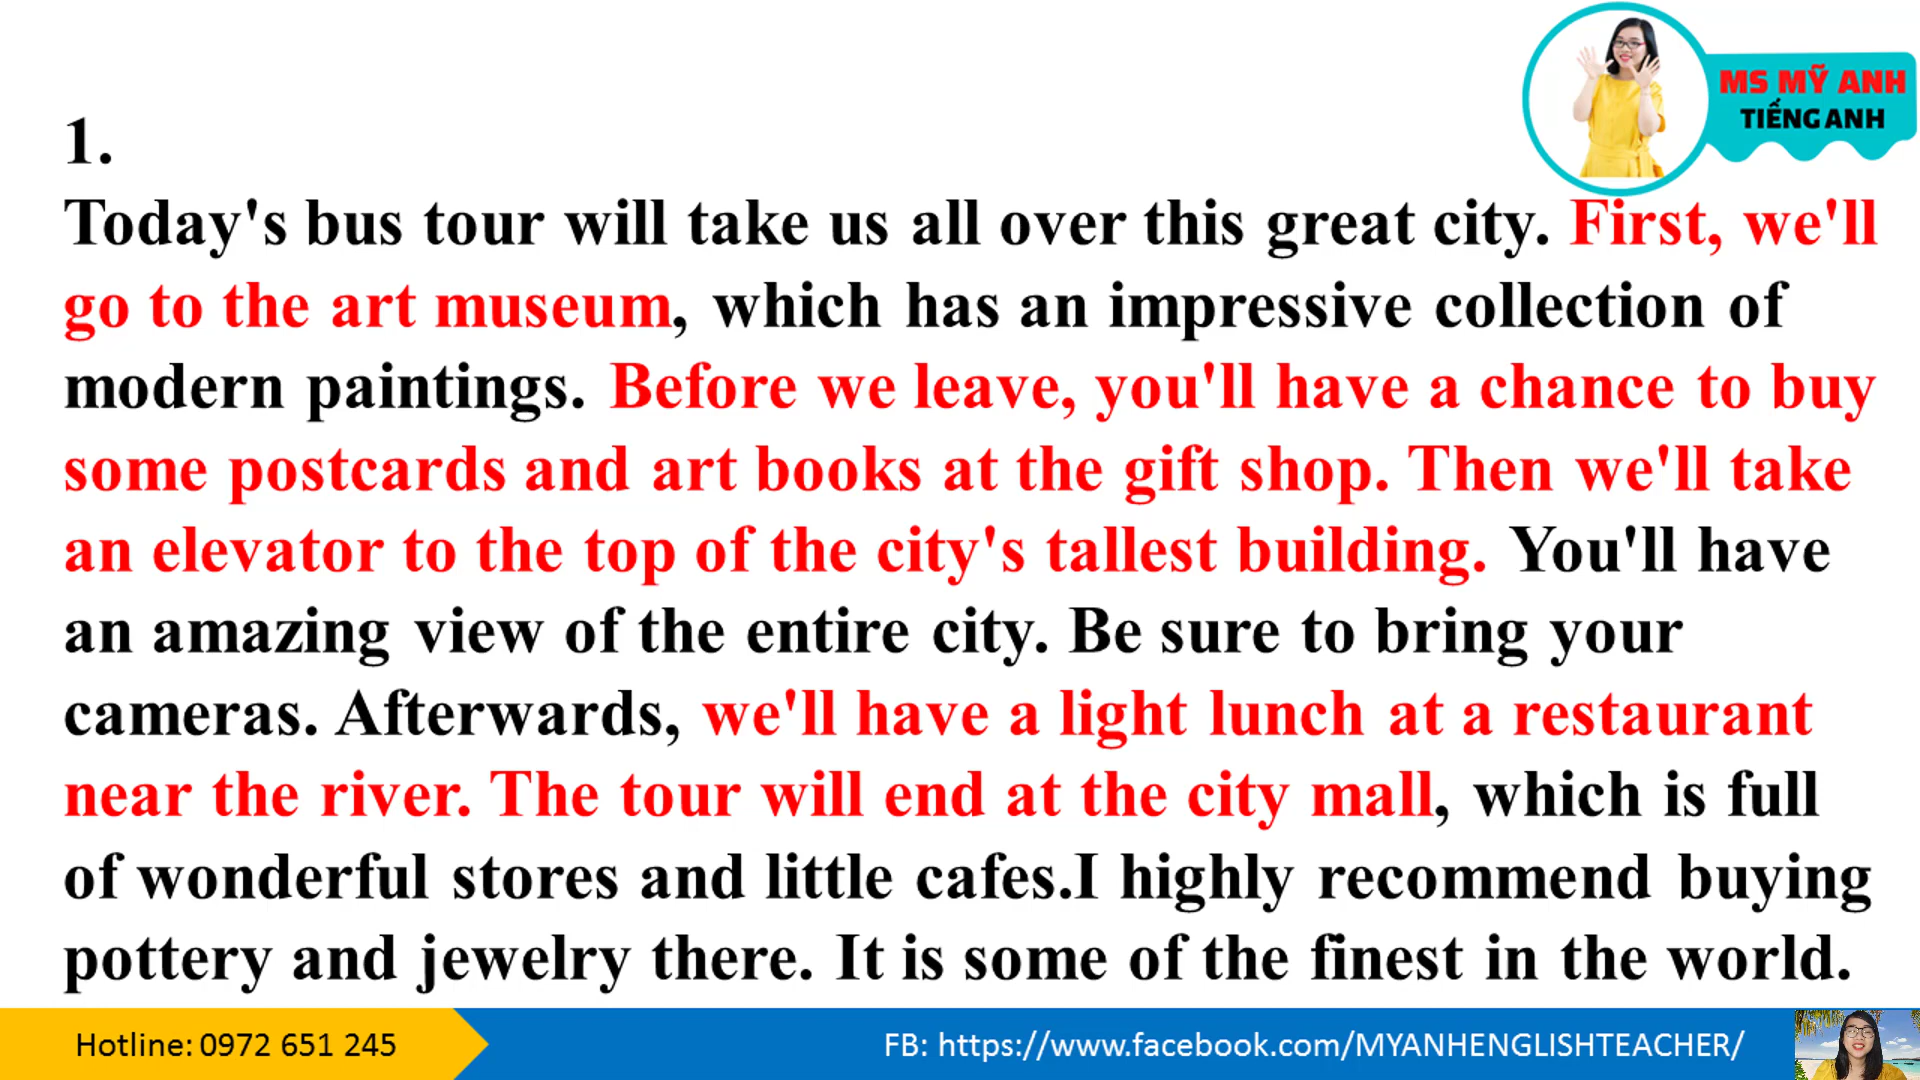 MS MỸ ANH
TIẾNG ANH
1.
Today's bus tour will take us all over this great city. First, we'll
go to the art museum, which has an impressive collection of
modern paintings. Before we leave, you'll have a chance to buy
some postcards and art books at the gift shop. Then we'll take
an elevator to the top of the city's tallest building. You'll have
an amazing view of the entire city. Be sure to bring your
cameras. Afterwards, we'll have a light lunch at a restaurant
near the river. The tour will end at the city mall, which is full
of wonderful stores and little cafes.I highly recommend buying
pottery and jewelry there. It is some of the finest in the world.
Hotline: 0972 651 245
FB: https://www.facebook.com/MYANHENGLISHTEACHER/